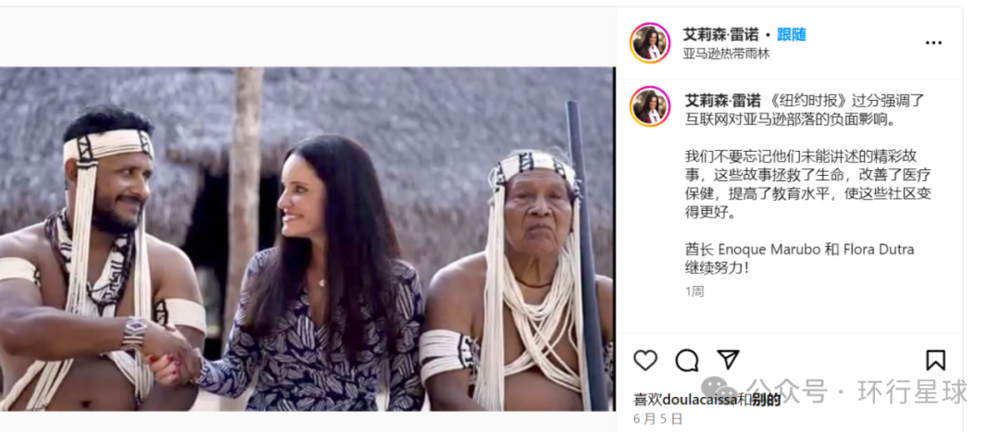 艾莉森·雷诺 • 跟随
亚马逊热带雨林
艾莉森·雷诺 《纽约时报》过分强调了
互联网对亚马逊部落的负面影响。
我们不要忘记他们未能讲述的精彩故
事，这些故事拯救了生命，改善了医疗
保健，提高了教育水平，使这些社区变
得更好。
酋长 Enoque Marubo 和 Flora Dutra
继续努力！
1周
喜欢doulacaissa和别的
6 月 5 日
公众号 · 环行星球